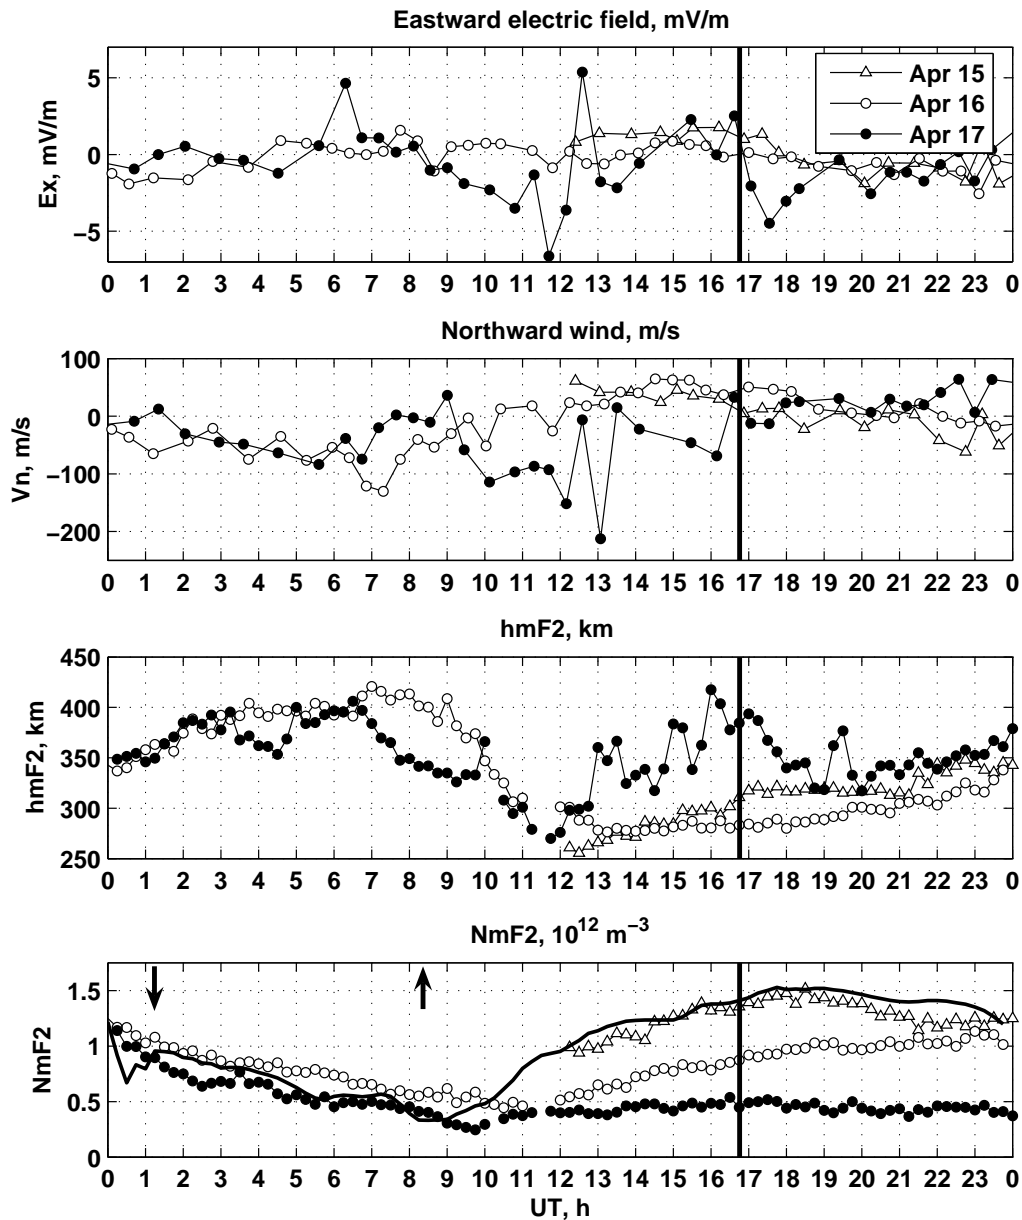 Eastward electric field, mV/m
Ex, mV/m
5
0
−5
Apr 15
Apr 16
Apr 17
0 1 2 3 4 5 6 7 8 9 10 11 12 13 14 15 16 17 18 19 20 21 22 23 0
Northward wind, m/s
Vn, m/s
100
0
−100
−200
0 1 2 3 4 5 6 7 8 9 10 11 12 13 14 15 16 17 18 19 20 21 22 23 0
hmF2, km
hmF2, km
450
400
350
300
250
0 1 2 3 4 5 6 7 8 9 10 11 12 13 14 15 16 17 18 19 20 21 22 23 0
NmF2, 10¹² m⁻³
NmF2
1.5
1
0.5
0
0 1 2 3 4 5 6 7 8 9 10 11 12 13 14 15 16 17 18 19 20 21 22 23 0
UT, h